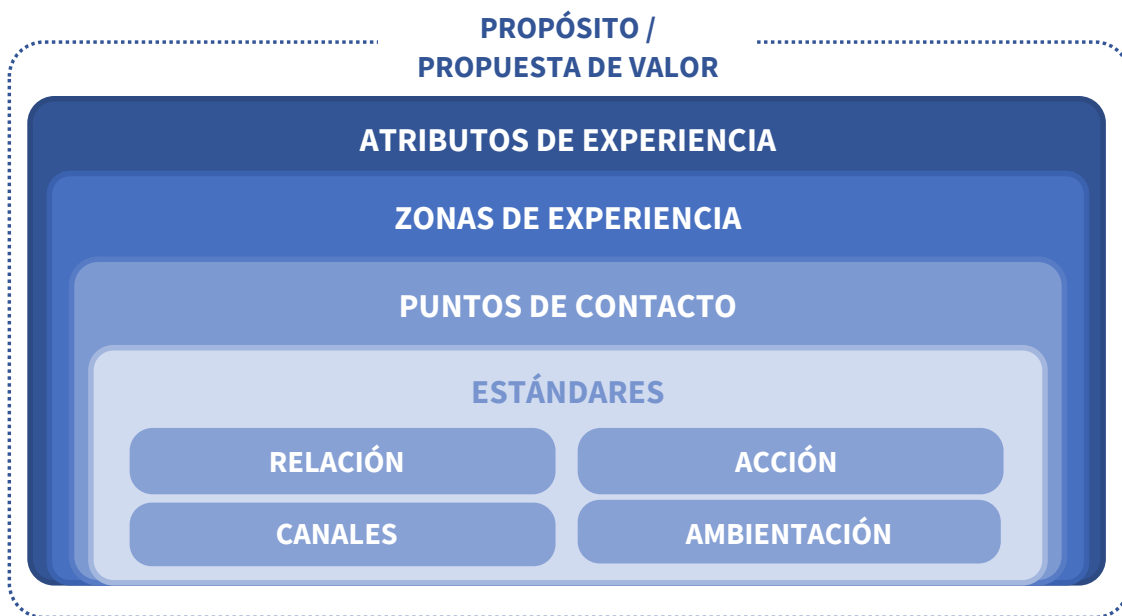 PROPÓSITO /
PROPUESTA DE VALOR
ATRIBUTOS DE EXPERIENCIA
ZONAS DE EXPERIENCIA
PUNTOS DE CONTACTO
ESTÁNDARES
RELACIÓN
ACCIÓN
CANALES
AMBIENTACIÓN